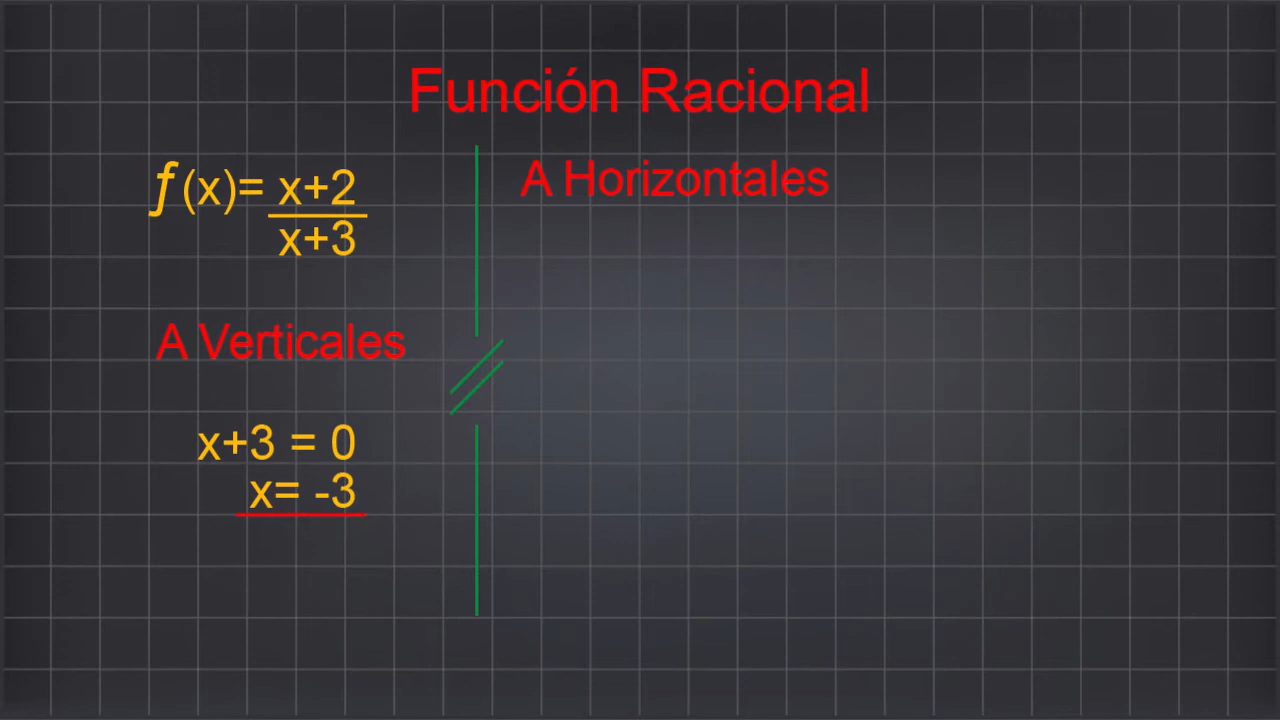 Función Racional
ƒ(x)= x+2
x+3
A Verticales
x+3 = 0
x= -3
A Horizontales